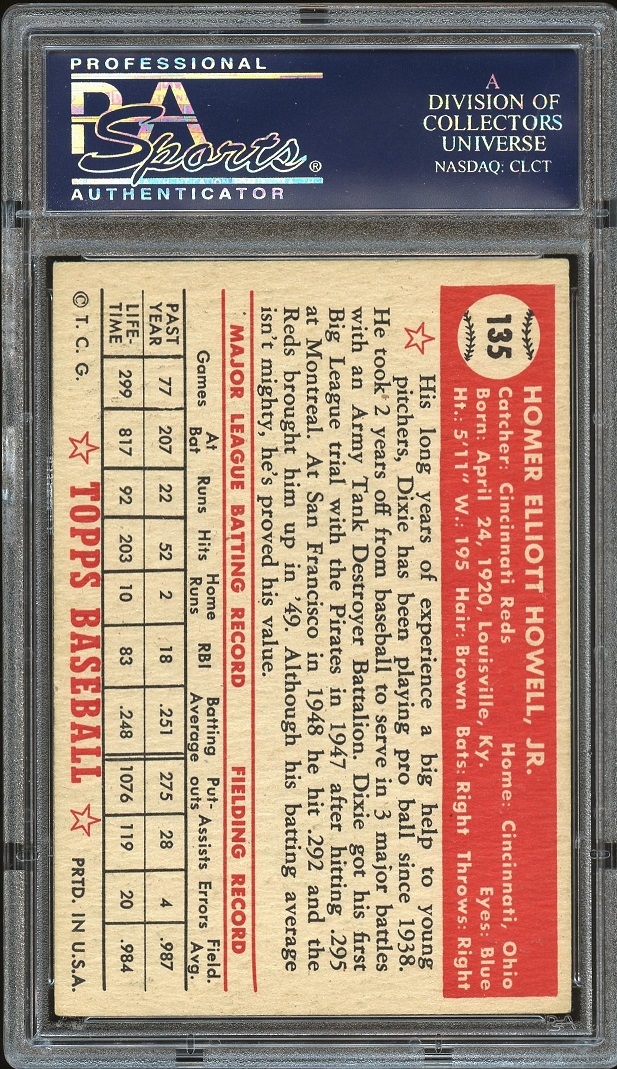 PROFESSIONAL
PSA
Sports®
AUTHENTICATOR
A
DIVISION OF
COLLECTORS
UNIVERSE
NASDAQ: CLCT
135
HOMER ELLIOTT HOWELL, JR.
Catcher: Cincinnati Reds Home: Cincinnati, Ohio
Born: April 24, 1920, Louisville, Ky. Eyes: Blue
Ht.: 5'11" W.: 195 Hair: Brown Bats: Right Throws: Right
His long years of experience a big help to young
pitchers, Dixie has been playing pro ball since 1938.
He took 2 years off from baseball to serve in 3 major battles
with an Army Tank Destroyer Battalion. Dixie got his first
Big League trial with the Pirates in 1947 after hitting .295
at Montreal. At San Francisco in 1948 he hit .292 and the
Reds brought him up in '49. Although his batting average
isn't mighty, he's proved his value.
MAJOR LEAGUE BATTING RECORD FIELDING RECORD
Games At Bat Runs Hits Home Runs RBI Batting Average Put-outs Assists Errors Field. Avg.
PAST YEAR 77 207 22 52 2 18 .251 275 28 4 .987
LIFE-TIME 299 817 92 203 10 83 .248 1076 119 20 .984
© T. C. G. ☆ TOPPS BASEBALL ☆ PRTD. IN U.S.A.